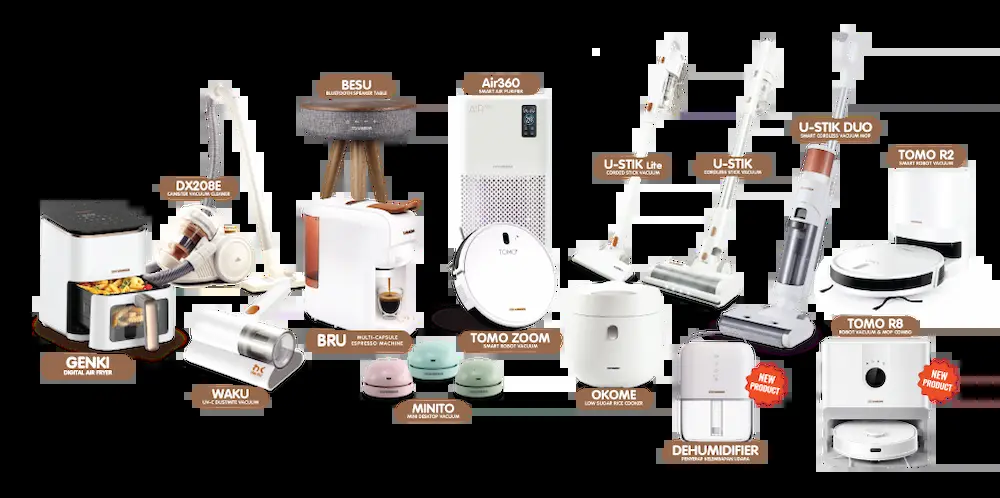 BESU
BLUETOOTH SPEAKER TABLE
Air360
SMART AIR PURIFIER
U-STIK DUO
SMART CORDLESS VACUUM MOP
U-STIK Lite
CORDED STICK VACUUM
U-STIK
CORDLESS STICK VACUUM
TOMO R2
SMART ROBOT VACUUM
DX208E
CANISTER VACUUM CLEANER
TOMO7
TOMO R8
ROBOT VACUUM & MOP COMBO
BRU
MULTI-CAPSULE
ESPRESSO MACHINE
TOMO ZOOM
SMART ROBOT VACUUM
GENKI
DIGITAL AIR FRYER
NEW
PRODUCT
NEW
PRODUCT
WAKU
UV-C DUSTMITE VACUUM
OKOME
LOW SUGAR RICE COOKER
MINITO
MINI DESKTOP VACUUM
DEHUMIDIFIER
PENYERAP KELEMBAPAN UDARA